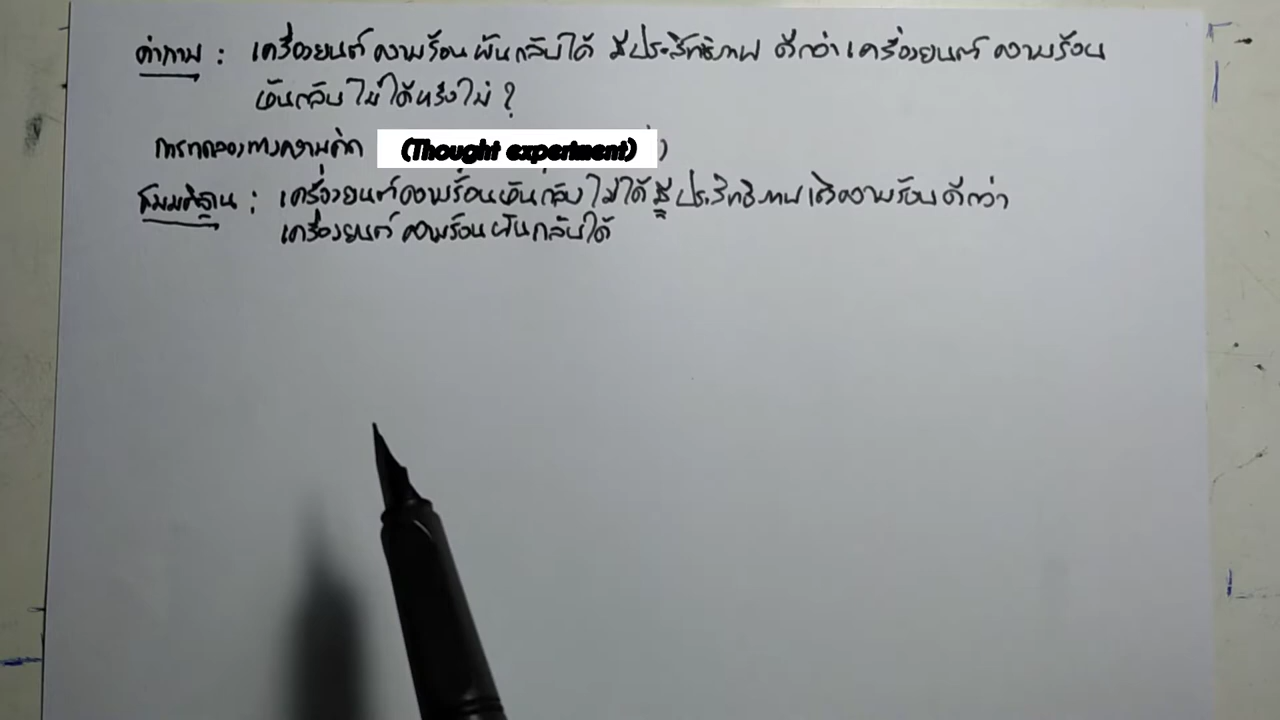 คำถาม : เครื่องยนต์ความร้อนผันกลับได้ มีประสิทธิภาพ ดีกว่าเครื่องยนต์ความร้อน
ผันกลับไม่ได้หรือไม่ ?
การทดลองทางความคิด (Thought experiment) )
สมมติฐาน : เครื่องยนต์ความร้อนผันกลับไม่ได้มีประสิทธิภาพเชิงความร้อนดีกว่า
เครื่องยนต์ความร้อนผันกลับได้